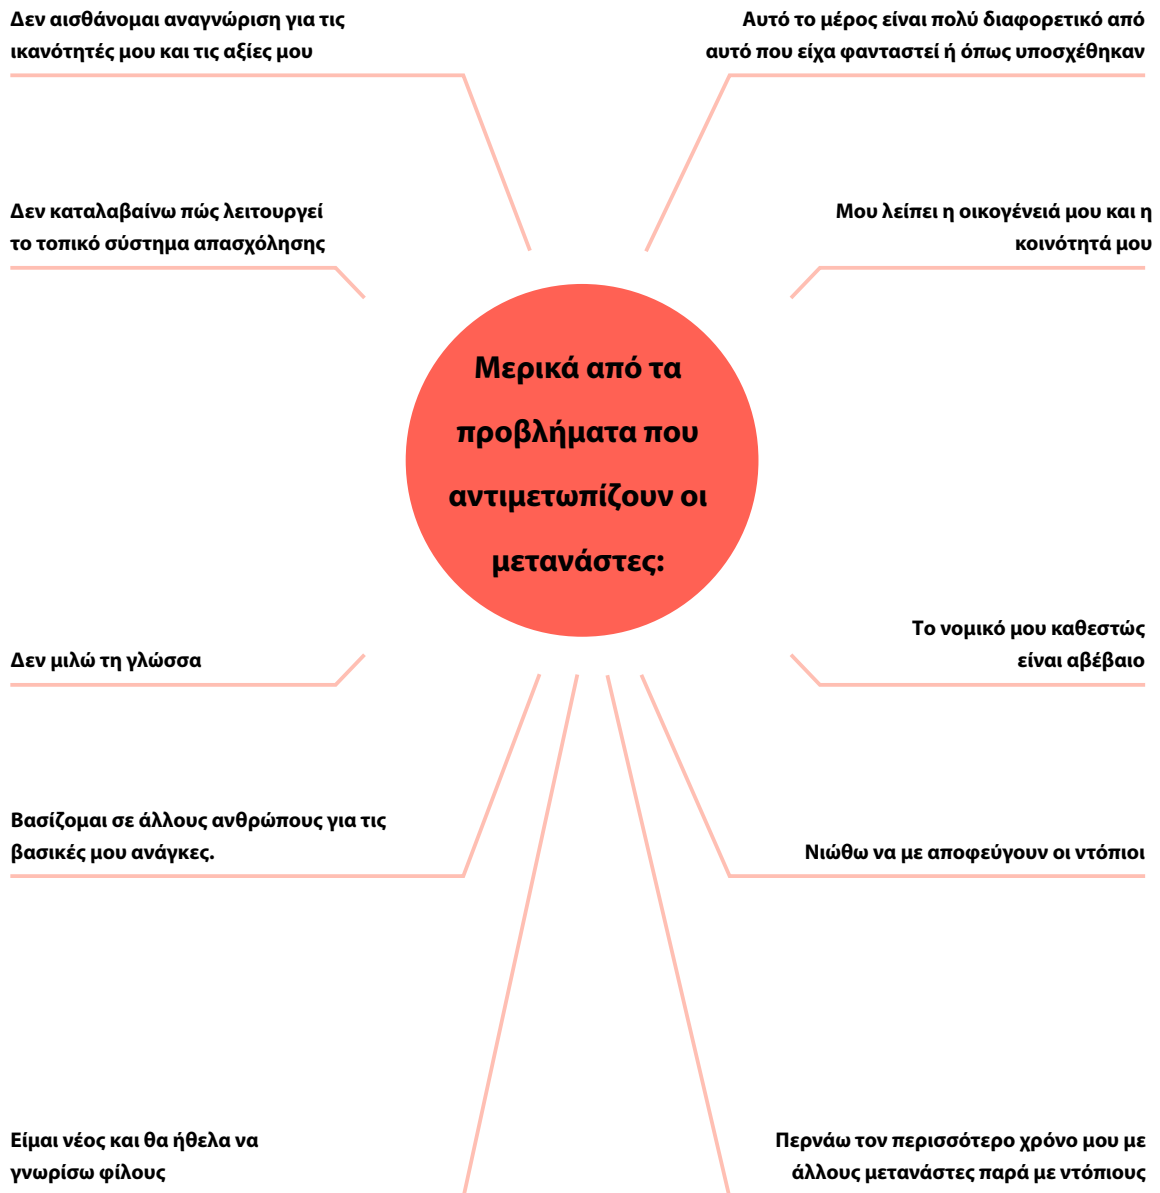 Δεν αισθάνομαι αναγνώριση για τις
ικανότητές μου και τις αξίες μου
Αυτό το μέρος είναι πολύ διαφορετικό από
αυτό που είχα φανταστεί ή όπως υποσχέθηκαν
Δεν καταλαβαίνω πώς λειτουργεί
το τοπικό σύστημα απασχόλησης
Μου λείπει η οικογένειά μου και η
κοινότητά μου
Μερικά από τα
προβλήματα που
αντιμετωπίζουν οι
μετανάστες:
Δεν μιλώ τη γλώσσα
Το νομικό μου καθεστώς
είναι αβέβαιο
Βασίζομαι σε άλλους ανθρώπους για τις
βασικές μου ανάγκες.
Νιώθω να με αποφεύγουν οι ντόπιοι
Είμαι νέος και θα ήθελα να
γνωρίσω φίλους
Περνάω τον περισσότερο χρόνο μου με
άλλους μετανάστες παρά με ντόπιους